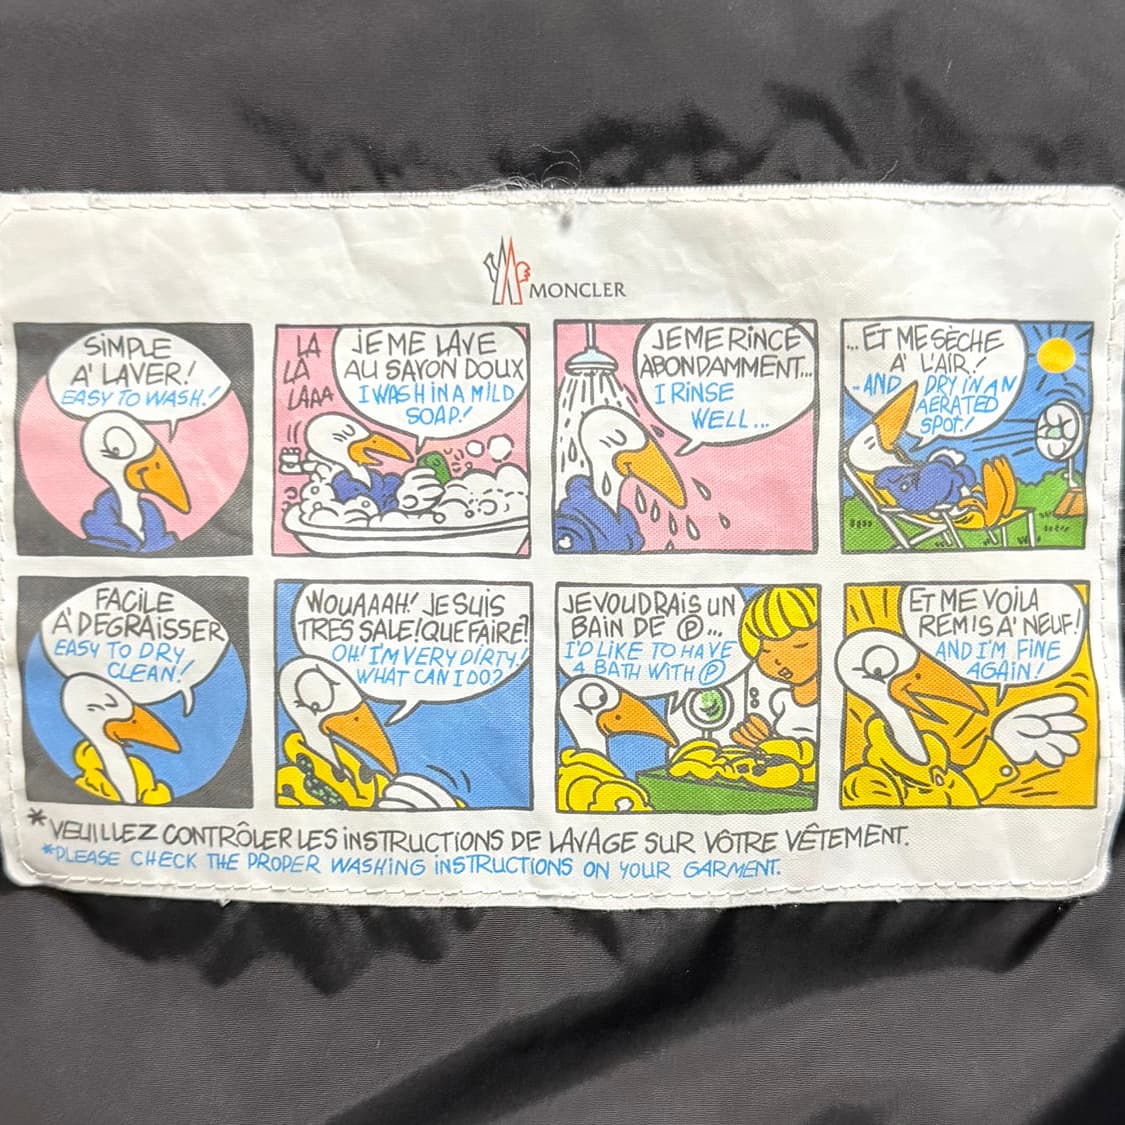 MONCLER
SiMPLE
A' LAVER!
EASY TO WASH!
LA
LA
LAAA
JE ME LAVE
AU SAYON DOUX
I WASH IN A MILD
SOAP!
JE ME RINCE
ABONDAMMENT...
I RINSE
WELL...
... ET ME SÈCHE
A' L'AIR!
..AND DRY IN AN
AERATED
SPOT!
FACILE
A' DEGRAISSER
EASY TO DRY
CLEAN!
WOUAAAH! JE SUIS
TRES SALE! QUE FAIRE?
OH! I'M VERY DIRTY!
WHAT CAN I DO?
JE VOUDRAIS UN
BAIN DE Ⓟ...
I'D LIKE TO HAVE
A BATH WITH Ⓟ
ET ME VOILA
REMIS A' NEUF!
AND I'M FINE
AGAIN!
*VEUILLEZ CONTRÔLER LES iNSTRUCTIONS DE LAVAGE SUR VÔTRE VÊTEMENT.
*PLEASE CHECK THE PROPER WASHING iNSTRUCTIONS ON YOUR GARMENT.